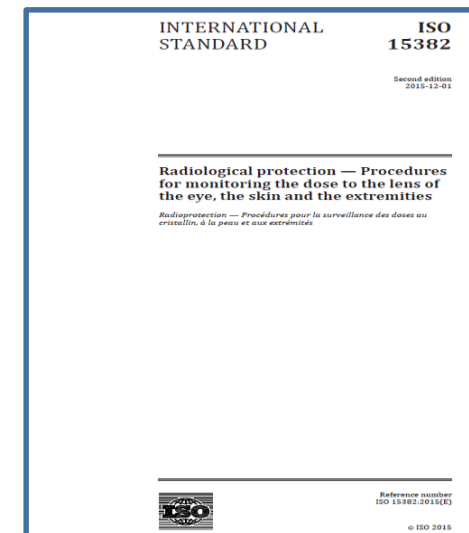 INTERNATIONAL
STANDARD
ISO
15382
Second edition
2015-12-01
Radiological protection — Procedures
for monitoring the dose to the lens of
the eye, the skin and the extremities
Radioprotection — Procédures pour la surveillance des doses au
cristallin, à la peau et aux extrémités
ISO
Reference number
ISO 15382:2015(E)
© ISO 2015